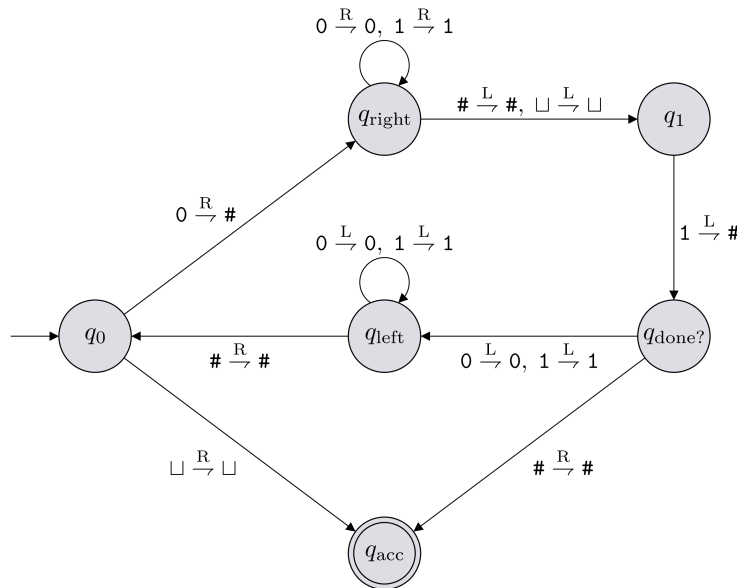 0 R⇀ 0, 1 R⇀ 1
q_right
# L⇀ #, ⊔ L⇀ ⊔
q_1
0 R⇀ #
0 L⇀ 0, 1 L⇀ 1
1 L⇀ #
q_0
q_left
q_done?
# R⇀ #
0 L⇀ 0, 1 L⇀ 1
⊔ R⇀ ⊔
# R⇀ #
q_acc